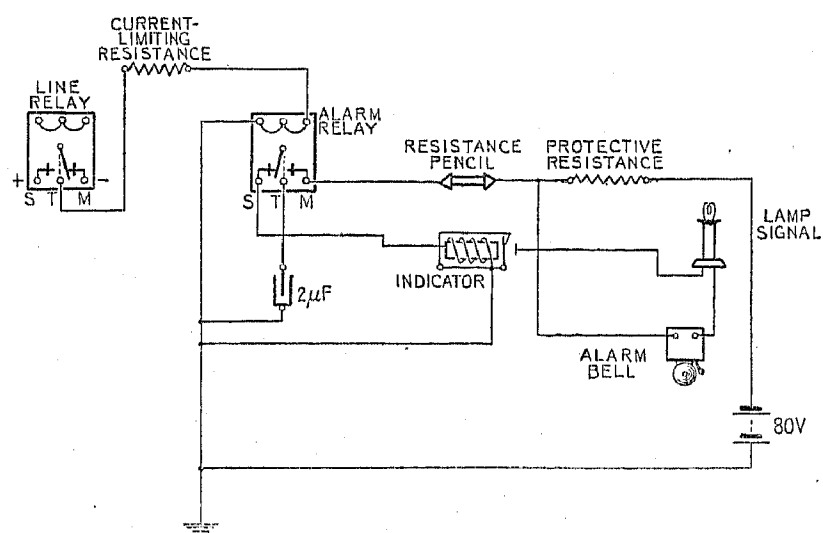 CURRENT-
LIMITING
RESISTANCE
LINE
RELAY
ALARM
RELAY
+ S T M -
S T M
RESISTANCE
PENCIL
PROTECTIVE
RESISTANCE
LAMP
SIGNAL
INDICATOR
2μF
ALARM
BELL
80V